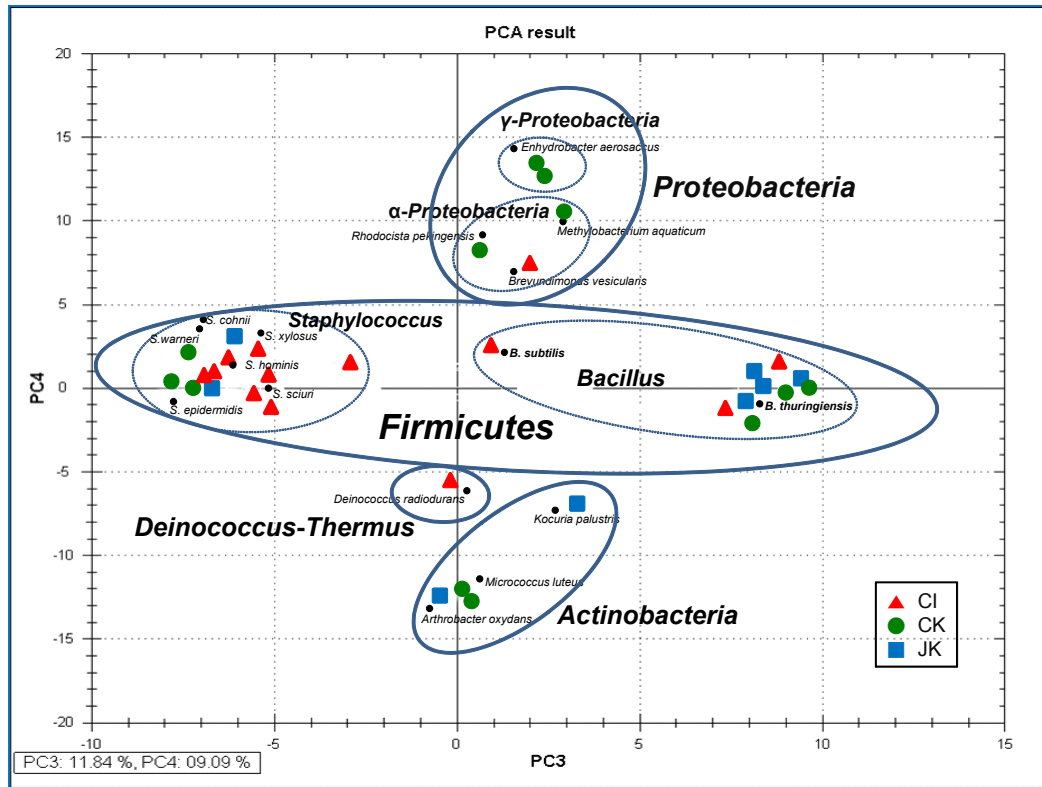 PCA result
20
15
10
5
0
-5
-10
-15
-20
PC4
γ-Proteobacteria
Enhydrobacter aerosaccus
Proteobacteria
α-Proteobacteria
Rhodocista pekingensis
Methylobacterium aquaticum
Brevundimonas vesicularis
S. cohnii
Staphylococcus
S.warneri
S. xylosus
S. hominis
S. sciuri
S. epidermidis
B. subtilis
Bacillus
B. thuringiensis
Firmicutes
Deinococcus radiodurans
Deinococcus-Thermus
Kocuria palustris
Micrococcus luteus
Arthrobacter oxydans
Actinobacteria
CI
CK
JK
-10
-5
0
5
10
15
PC3
PC3: 11.84 %, PC4: 09.09 %